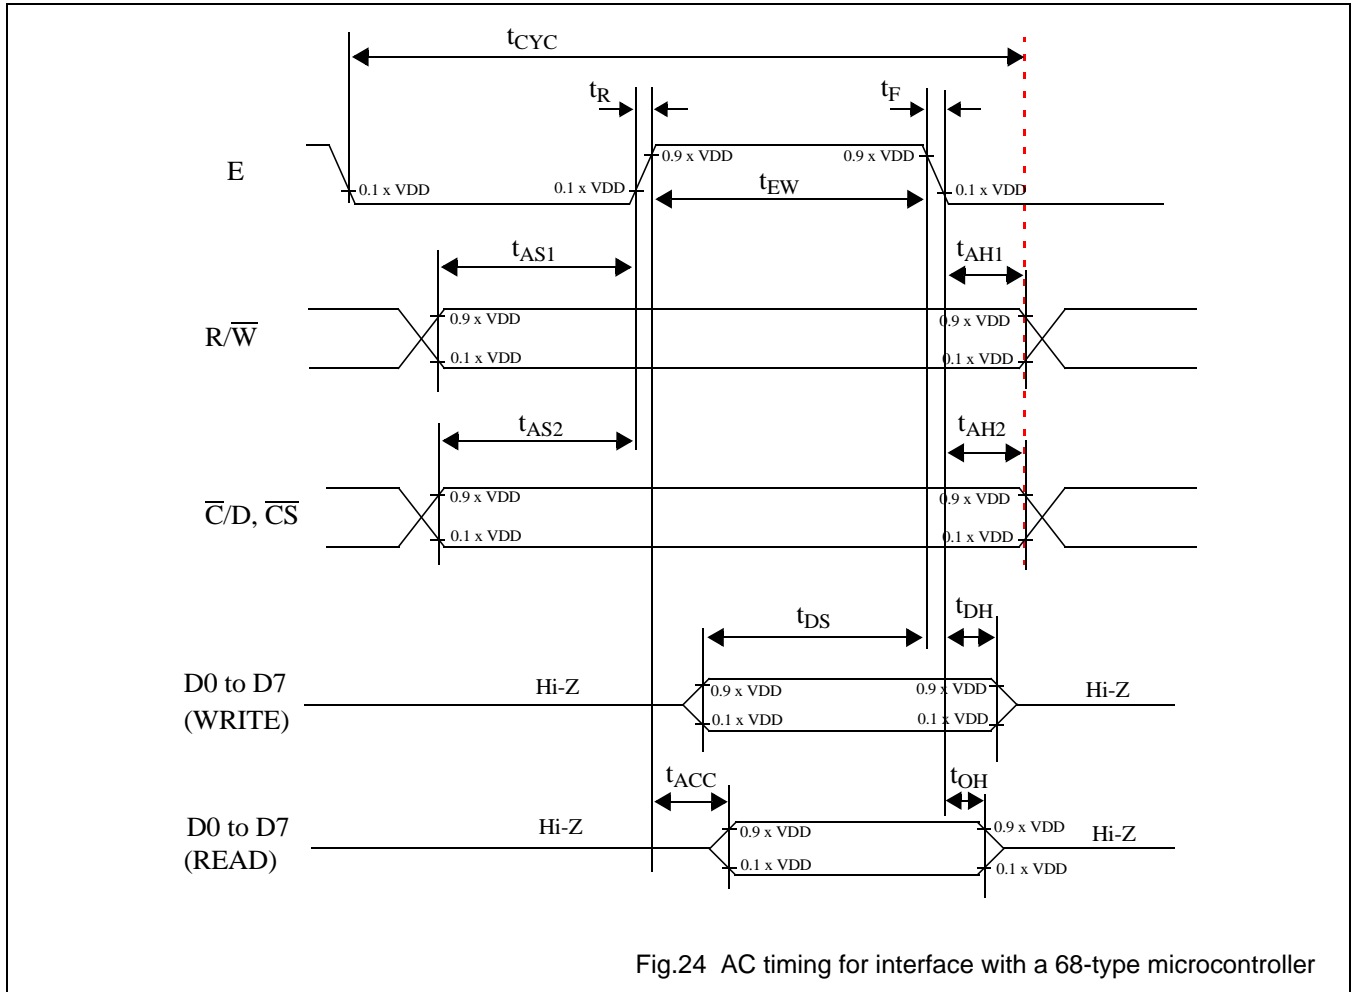 tCYC
tR
tF
E
0.9 x VDD
0.9 x VDD
0.1 x VDD
0.1 x VDD
tEW
0.1 x VDD
tAS1
tAH1
R/W̅
0.9 x VDD
0.9 x VDD
0.1 x VDD
0.1 x VDD
tAS2
tAH2
C̅/D, C̅S̅
0.9 x VDD
0.9 x VDD
0.1 x VDD
0.1 x VDD
tDS
tDH
D0 to D7
(WRITE)
Hi-Z
0.9 x VDD
0.9 x VDD
Hi-Z
0.1 x VDD
0.1 x VDD
tACC
tOH
D0 to D7
(READ)
Hi-Z
0.9 x VDD
0.9 x VDD
Hi-Z
0.1 x VDD
0.1 x VDD
Fig.24 AC timing for interface with a 68-type microcontroller